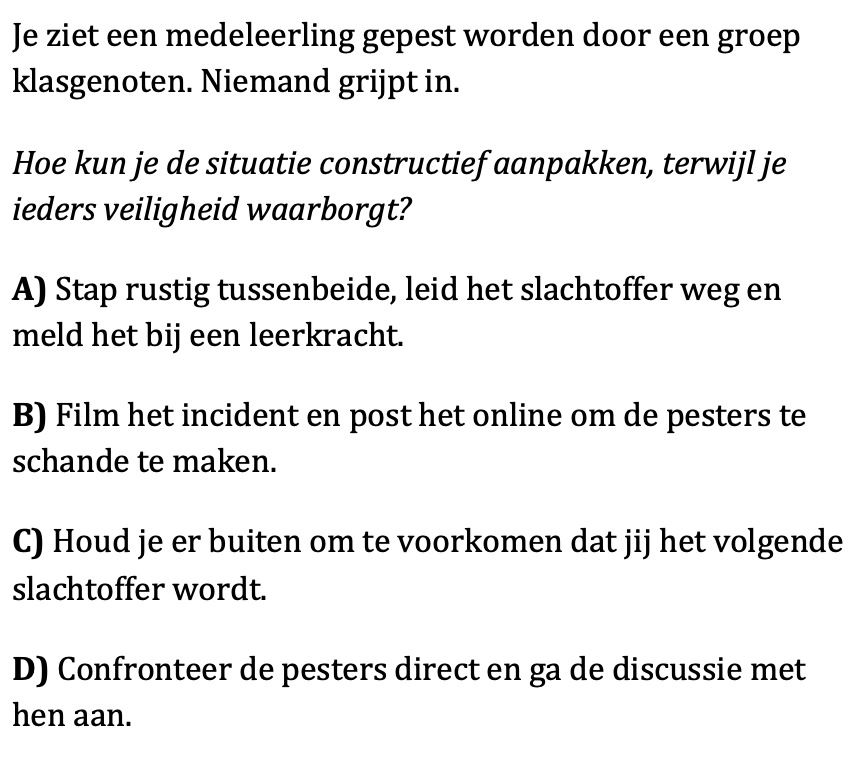 Je ziet een medeleerling gepest worden door een groep
klasgenoten. Niemand grijpt in.
Hoe kun je de situatie constructief aanpakken, terwijl je
ieders veiligheid waarborgt?
A) Stap rustig tussenbeide, leid het slachtoffer weg en
meld het bij een leerkracht.
B) Film het incident en post het online om de pesters te
schande te maken.
C) Houd je er buiten om te voorkomen dat jij het volgende
slachtoffer wordt.
D) Confronteer de pesters direct en ga de discussie met
hen aan.